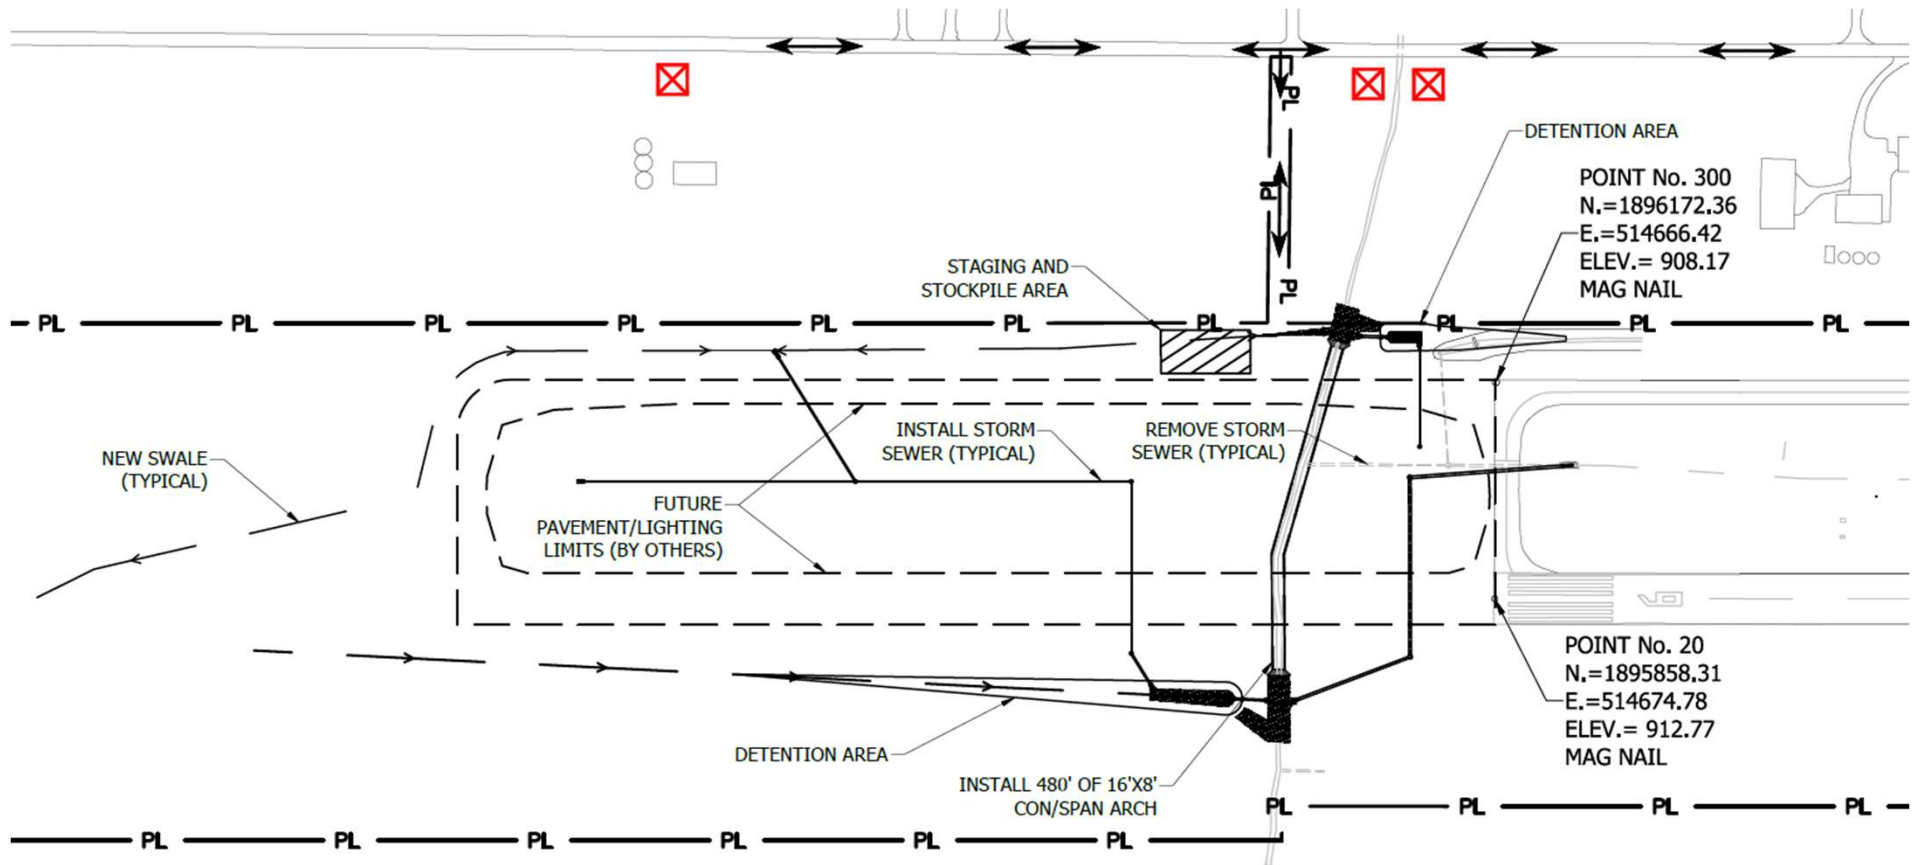 PL
DETENTION AREA
POINT No. 300
N.=1896172.36
E.=514666.42
ELEV.= 908.17
MAG NAIL
PL
STAGING AND
STOCKPILE AREA
PL
PL PL PL PL PL PL PL PL PL PL
NEW SWALE
(TYPICAL)
INSTALL STORM
SEWER (TYPICAL)
REMOVE STORM
SEWER (TYPICAL)
FUTURE
PAVEMENT/LIGHTING
LIMITS (BY OTHERS)
POINT No. 20
N.=1895858.31
E.=514674.78
ELEV.= 912.77
MAG NAIL
DETENTION AREA
INSTALL 480' OF 16'X8'
CON/SPAN ARCH
PL PL PL PL
PL PL PL PL PL PL